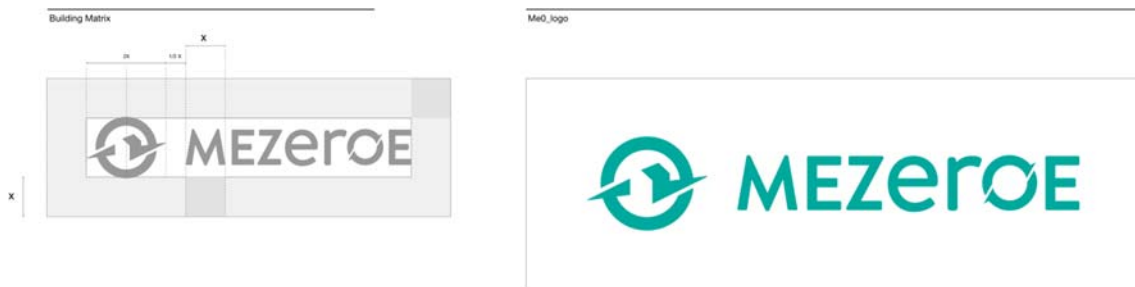 Building Matrix
X
2X
1/2 X
MEZeroE
X
Me0_logo
MEZeroE